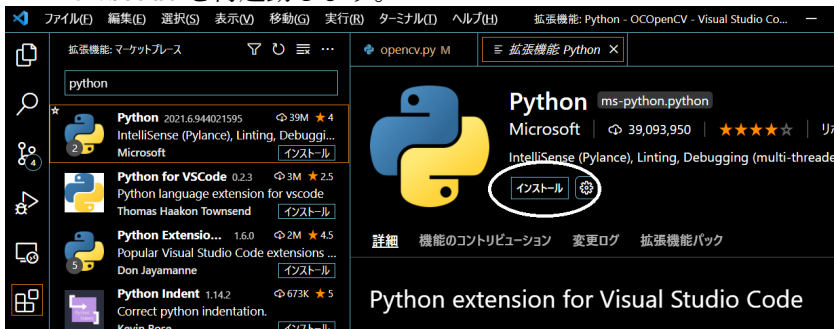 ファイル(F) 編集(E) 選択(S) 表示(V) 移動(G) 実行(R) ターミナル(T) ヘルプ(H) 拡張機能: Python - OCOpenCV - Visual Studio Co...
拡張機能: マーケットプレース
opencv.py M
拡張機能: Python
python
Python 2021.6.944021595 39M ★ 4
IntelliSense (Pylance), Linting, Debuggi...
Microsoft インストール
2
Python for VSCode 0.2.3 3M ★ 2.5
Python language extension for vscode
Thomas Haakon Townsend インストール
Python Extensio... 1.6.0 2M ★ 4.5
Popular Visual Studio Code extensions ...
Don Jayamanne インストール
5
Python Indent 1.14.2 673K ★ 5
Correct python indentation.
4
Python ms-python.python
Microsoft 39,093,950 ★★★★☆
IntelliSense (Pylance), Linting, Debugging (multi-threade
インストール
詳細 機能のコントリビューション 変更ログ 拡張機能パック
Python extension for Visual Studio Code